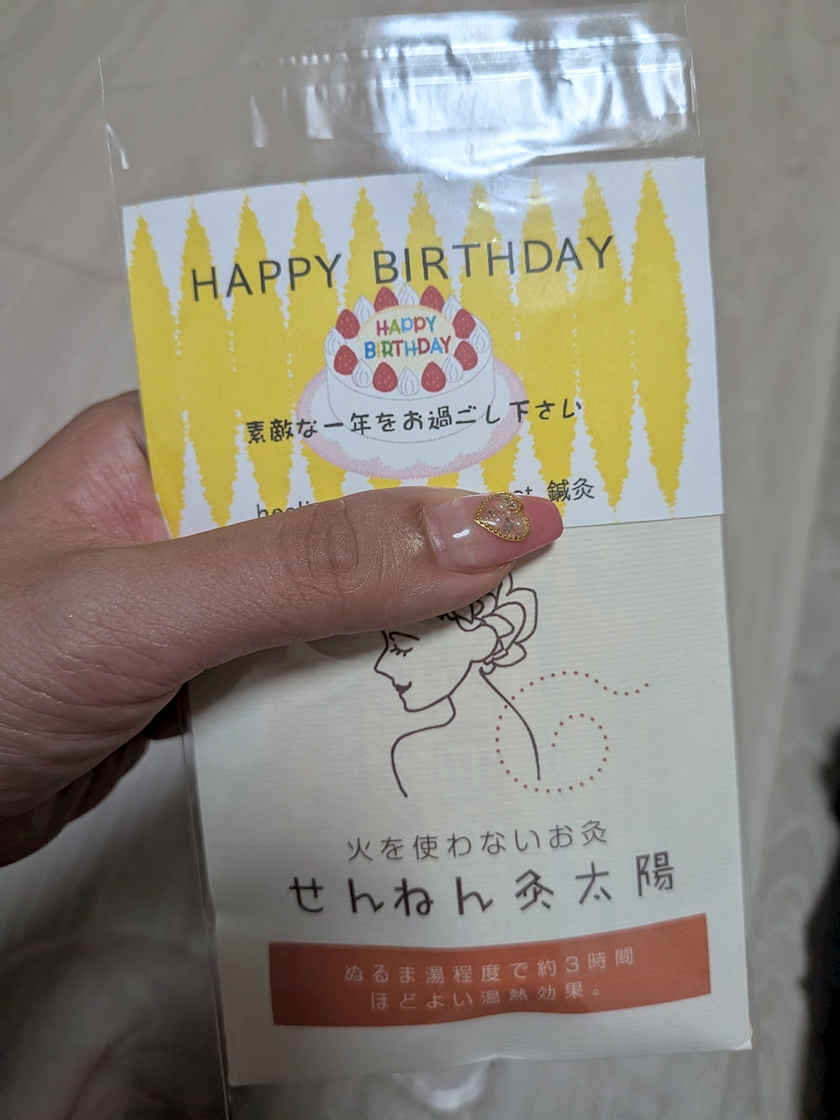 HAPPY BIRTHDAY
HAPPY
BIRTHDAY
素敵な一年をお過ごし下さい
鍼灸
火を使わないお灸
せんねん灸太陽
ぬるま湯程度で約3時間
ほどよい温熱効果。